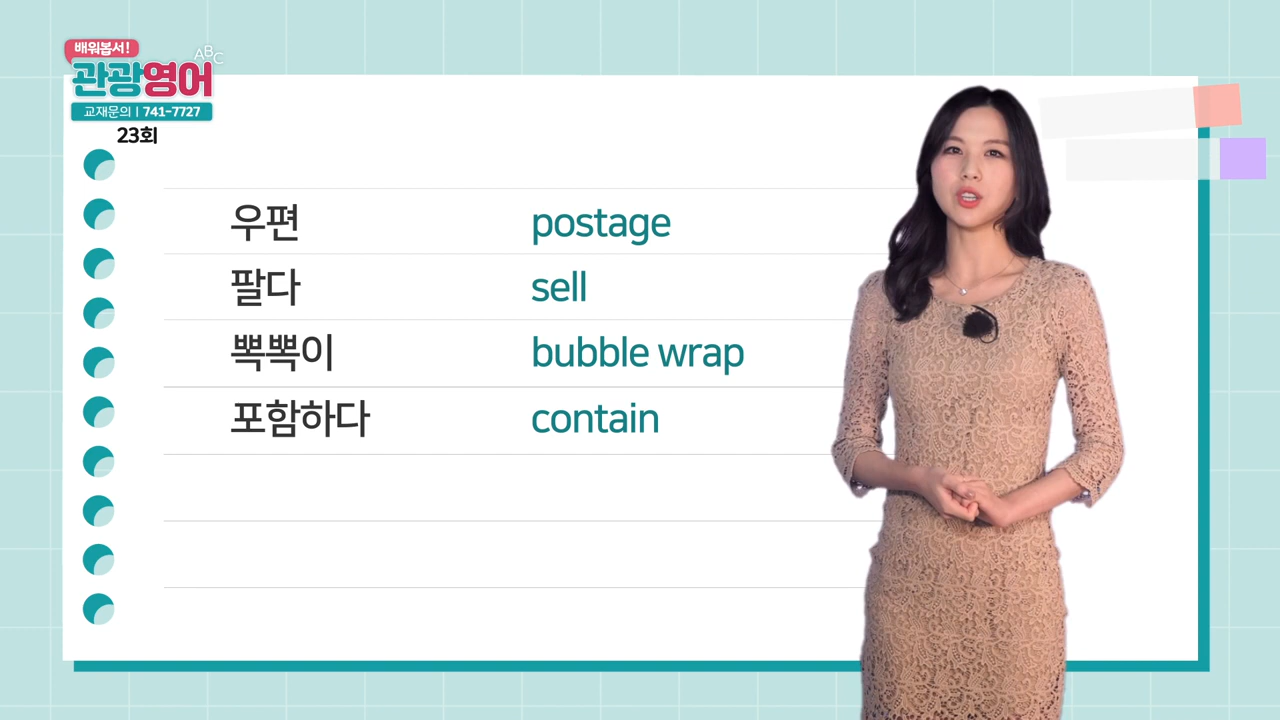 배워봅서!
ABC
관광영어
교재문의 | 741-7727
23회
우편 postage
팔다 sell
뽁뽁이 bubble wrap
포함하다 contain